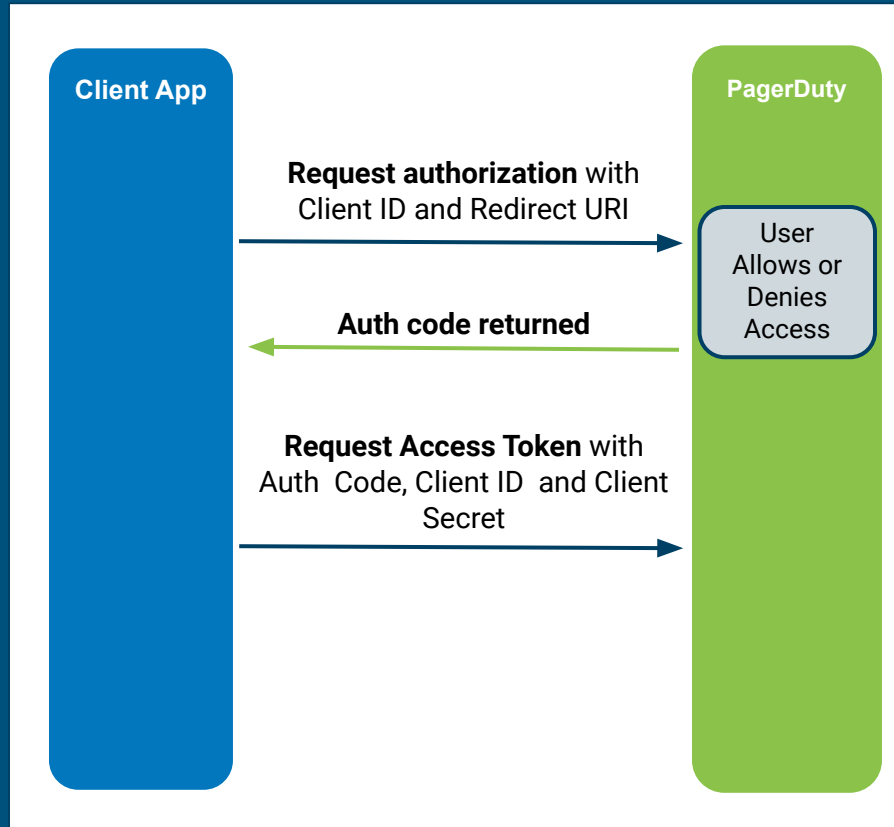 Client App
PagerDuty
Request authorization with
Client ID and Redirect URI
User
Allows or
Denies
Access
Auth code returned
Request Access Token with
Auth  Code, Client ID  and Client
Secret